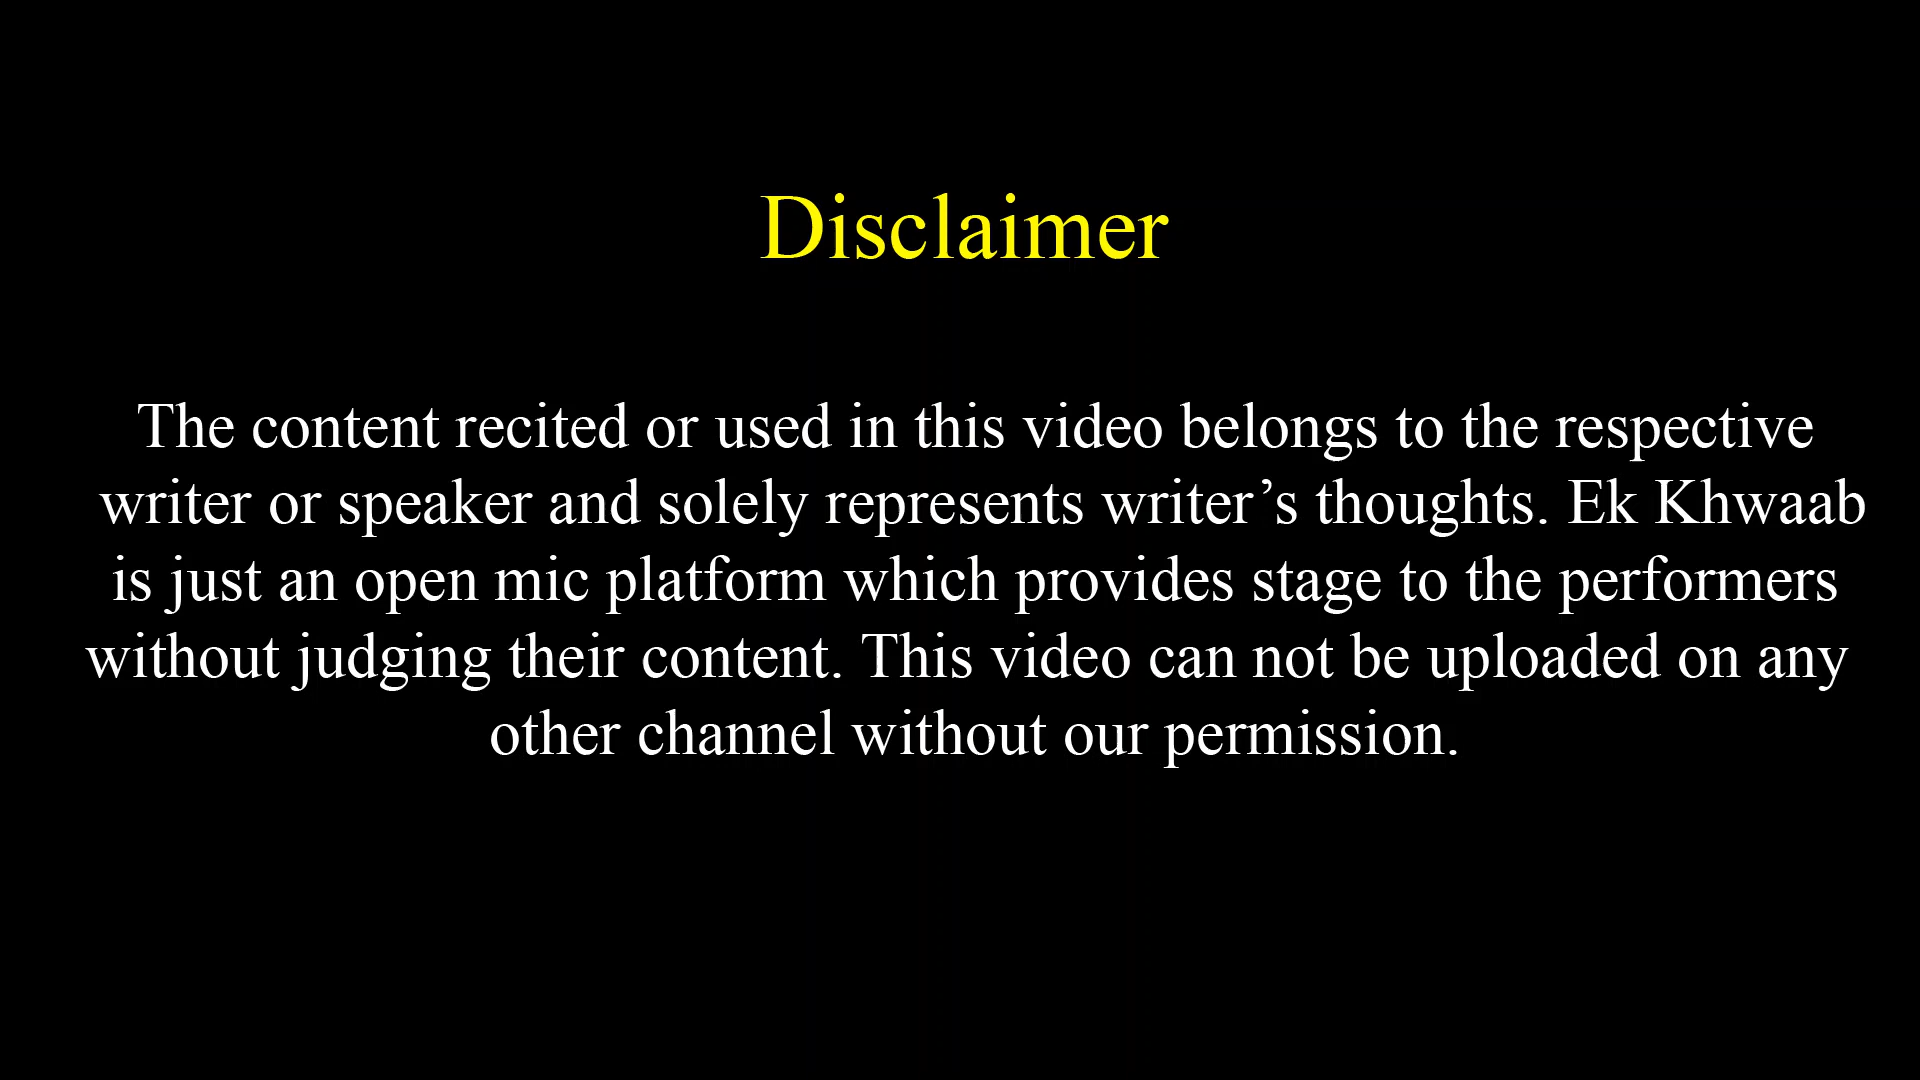 Disclaimer
The content recited or used in this video belongs to the respective
writer or speaker and solely represents writer’s thoughts. Ek Khwaab
is just an open mic platform which provides stage to the performers
without judging their content. This video can not be uploaded on any
other channel without our permission.